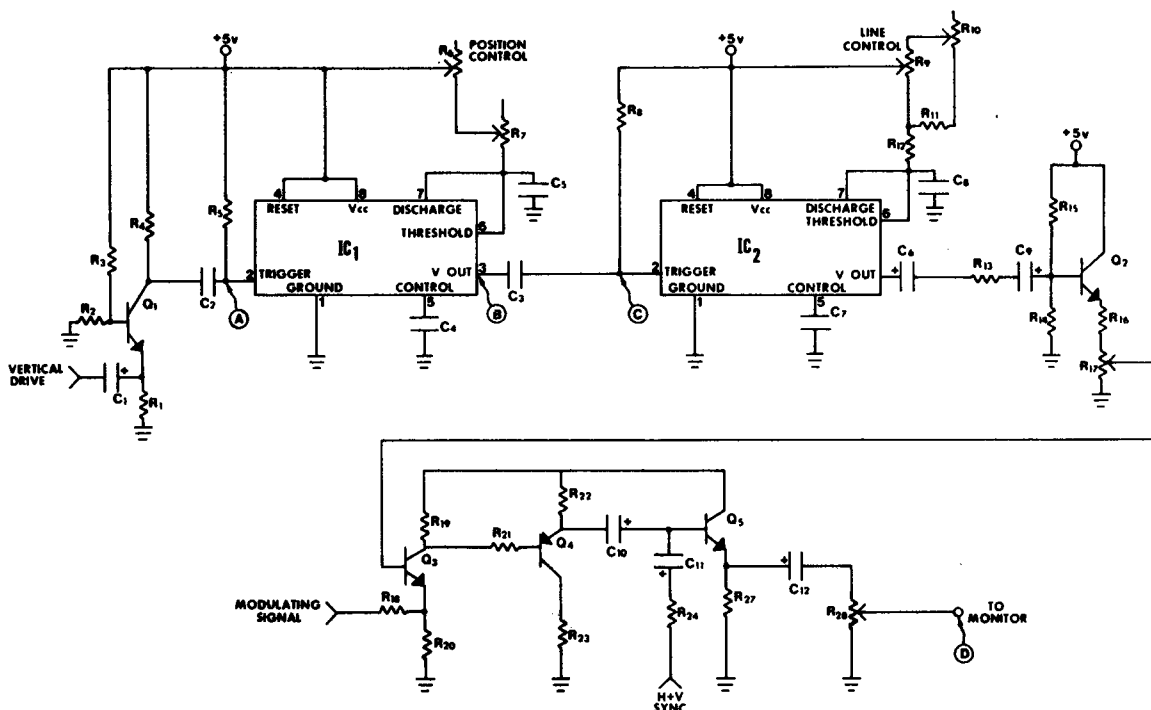 +5v
R6
POSITION
CONTROL
R7
C5
R3
R4
R5
4
RESET
8
Vcc
7
DISCHARGE
THRESHOLD
6
IC1
2
TRIGGER
V OUT
3
GROUND
1
CONTROL
5
C4
C2
A
B
C3
Q1
R2
VERTICAL
DRIVE
C1
+
R1
+5v
LINE
CONTROL
R10
R9
R11
R12
C8
R8
4
RESET
8
Vcc
7
DISCHARGE
THRESHOLD
6
IC2
2
TRIGGER
V OUT
GROUND
1
CONTROL
5
C7
C
+
C6
R13
C9
+
+5v
R15
Q2
R14
R16
R17
R19
Q3
R21
R22
Q4
C10
+
Q5
C11
+
R18
MODULATING
SIGNAL
R20
R23
R24
H+V
SYNC
R27
+
C12
R28
TO
MONITOR
D